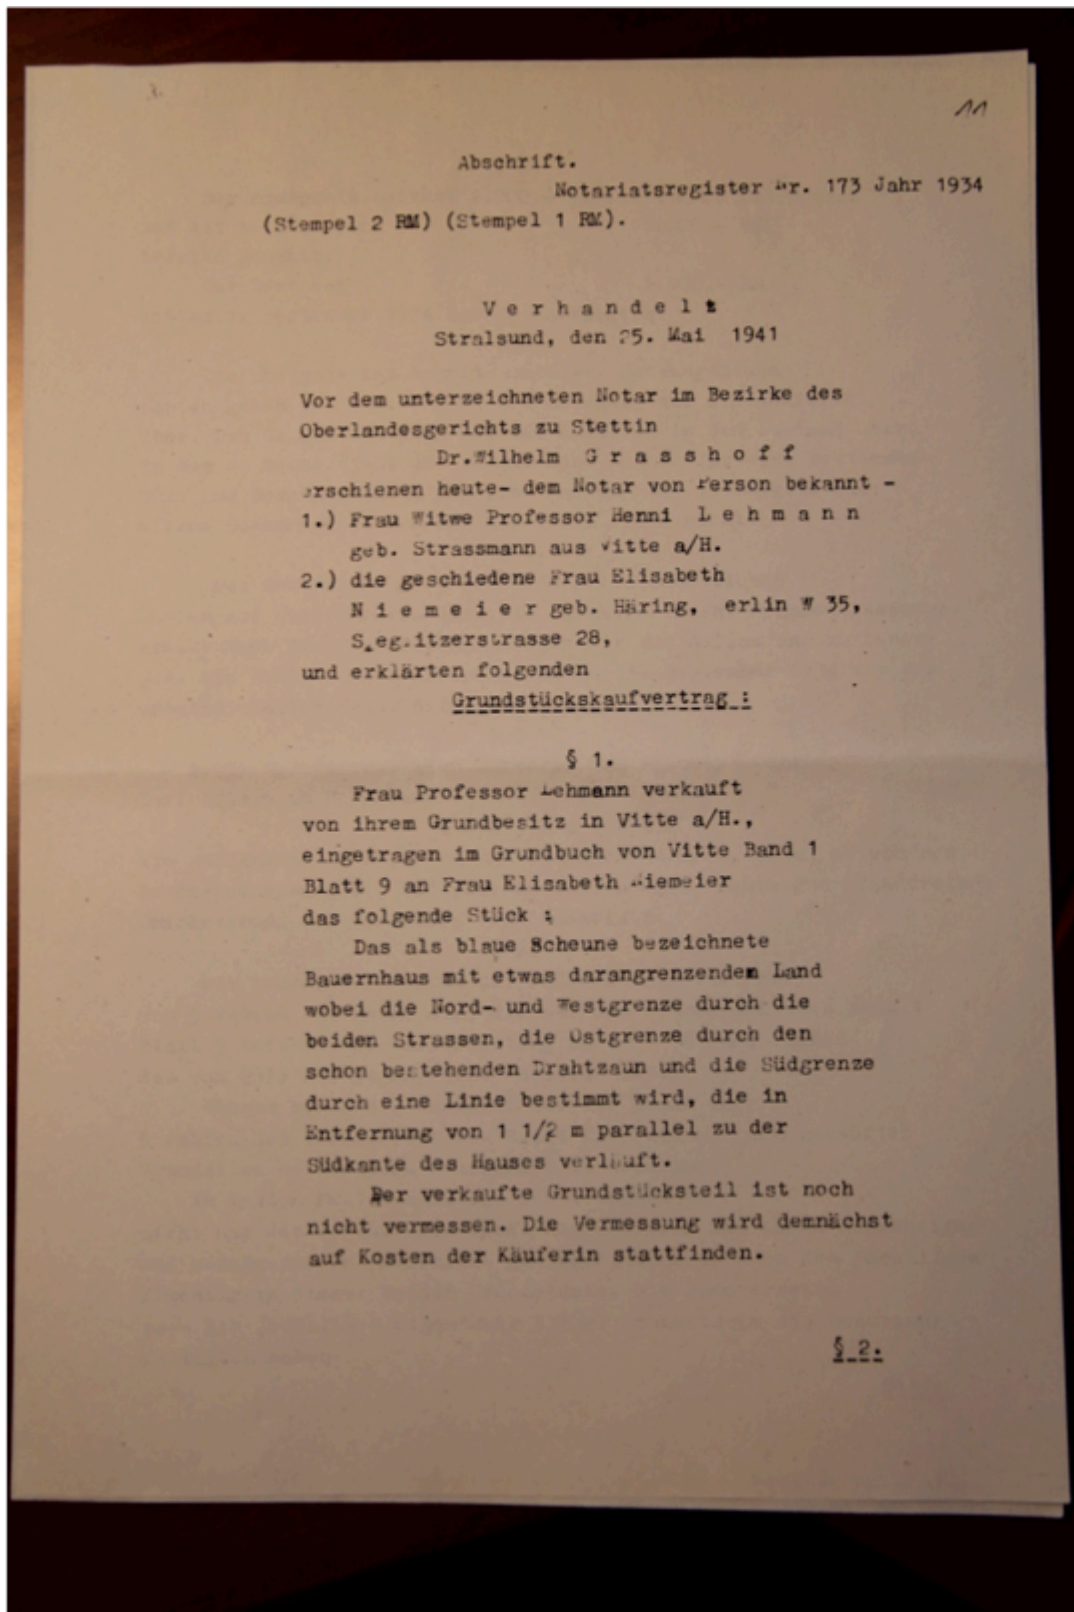 11
Abschrift.
Notariatsregister Nr. 173 Jahr 1934
(Stempel 2 RM) (Stempel 1 RM).
V e r h a n d e l t
Stralsund, den 25. Mai 1941
Vor dem unterzeichneten Notar im Bezirke des
Oberlandesgerichts zu Stettin
Dr.Wilhelm G r a s s h o f f
erschienen heute- dem Notar von Person bekannt -
1.) Frau Witwe Professor Henni L e h m a n n
geb. Strassmann aus Vitte a/H.
2.) die geschiedene Frau Elisabeth
N i e m e i e r geb. Häring, erlin W 35,
28,
und erklärten folgenden
Grundstückskaufvertrag :
§ 1.
Frau Professor Lehmann verkauft
von ihrem Grundbesitz in Vitte a/H.,
eingetragen im Grundbuch von Vitte Band 1
Blatt 9 an Frau Elisabeth Niemeier
das folgende Stück :
Das als blaue Scheune bezeichnete
Bauernhaus mit etwas darangrenzendem Land
wobei die Nord- und Westgrenze durch die
beiden Strassen, die Ostgrenze durch den
schon bestehenden Drahtzaun und die Südgrenze
durch eine Linie bestimmt wird, die in
Entfernung von 1 1/2 m parallel zu der
Südkante des Hauses verläuft.
Der verkaufte Grundstücksteil ist noch
nicht vermessen. Die Vermessung wird demnächst
auf Kosten der Käuferin stattfinden.
§ 2.